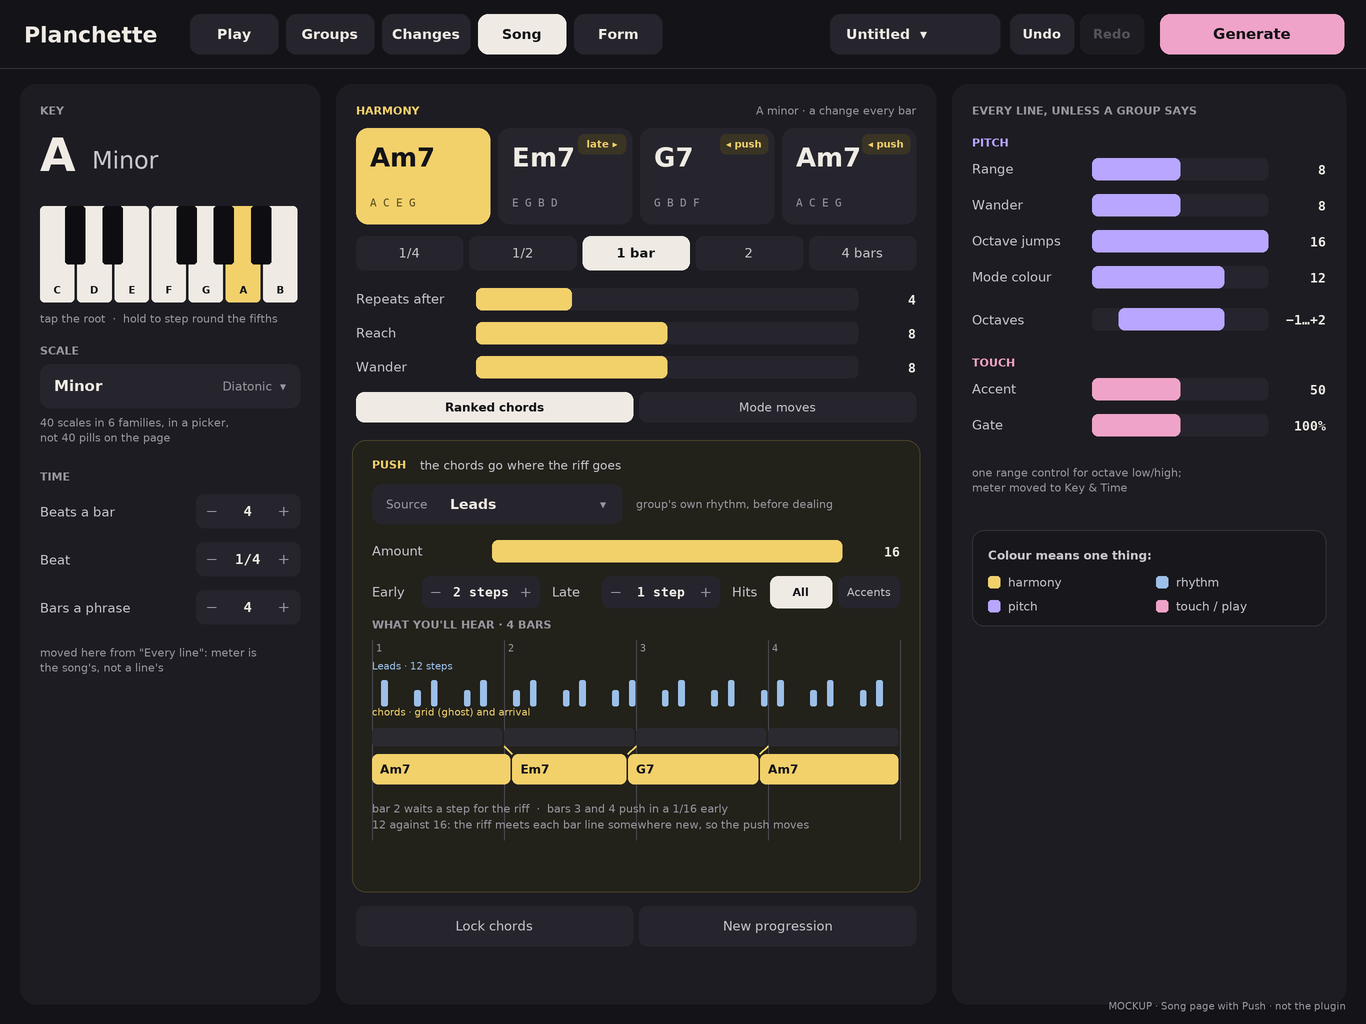 Planchette
Play
Groups
Changes
Song
Form
Untitled ▾
Undo
Redo
Generate
KEY
A Minor
C D E F G A B
tap the root · hold to step round the fifths
SCALE
Minor
Diatonic ▾
40 scales in 6 families, in a picker,
not 40 pills on the page
TIME
Beats a bar
− 4 +
Beat
− 1/4 +
Bars a phrase
− 4 +
moved here from "Every line": meter is
the song's, not a line's
HARMONY
A minor · a change every bar
Am7
A C E G
Em7
late ▸
E G B D
G7
◂ push
G B D F
Am7
◂ push
A C E G
1/4
1/2
1 bar
2
4 bars
Repeats after
4
Reach
8
Wander
8
Ranked chords
Mode moves
PUSH the chords go where the riff goes
Source Leads ▾
group's own rhythm, before dealing
Amount
16
Early
− 2 steps +
Late
− 1 step +
Hits
All
Accents
WHAT YOU'LL HEAR · 4 BARS
1 2 3 4
Leads · 12 steps
chords · grid (ghost) and arrival
Am7
Em7
G7
Am7
bar 2 waits a step for the riff · bars 3 and 4 push in a 1/16 early
12 against 16: the riff meets each bar line somewhere new, so the push moves
Lock chords
New progression
EVERY LINE, UNLESS A GROUP SAYS
PITCH
Range
8
Wander
8
Octave jumps
16
Mode colour
12
Octaves
−1…+2
TOUCH
Accent
50
Gate
100%
one range control for octave low/high;
meter moved to Key & Time
Colour means one thing:
harmony
rhythm
pitch
touch / play
MOCKUP · Song page with Push · not the plugin